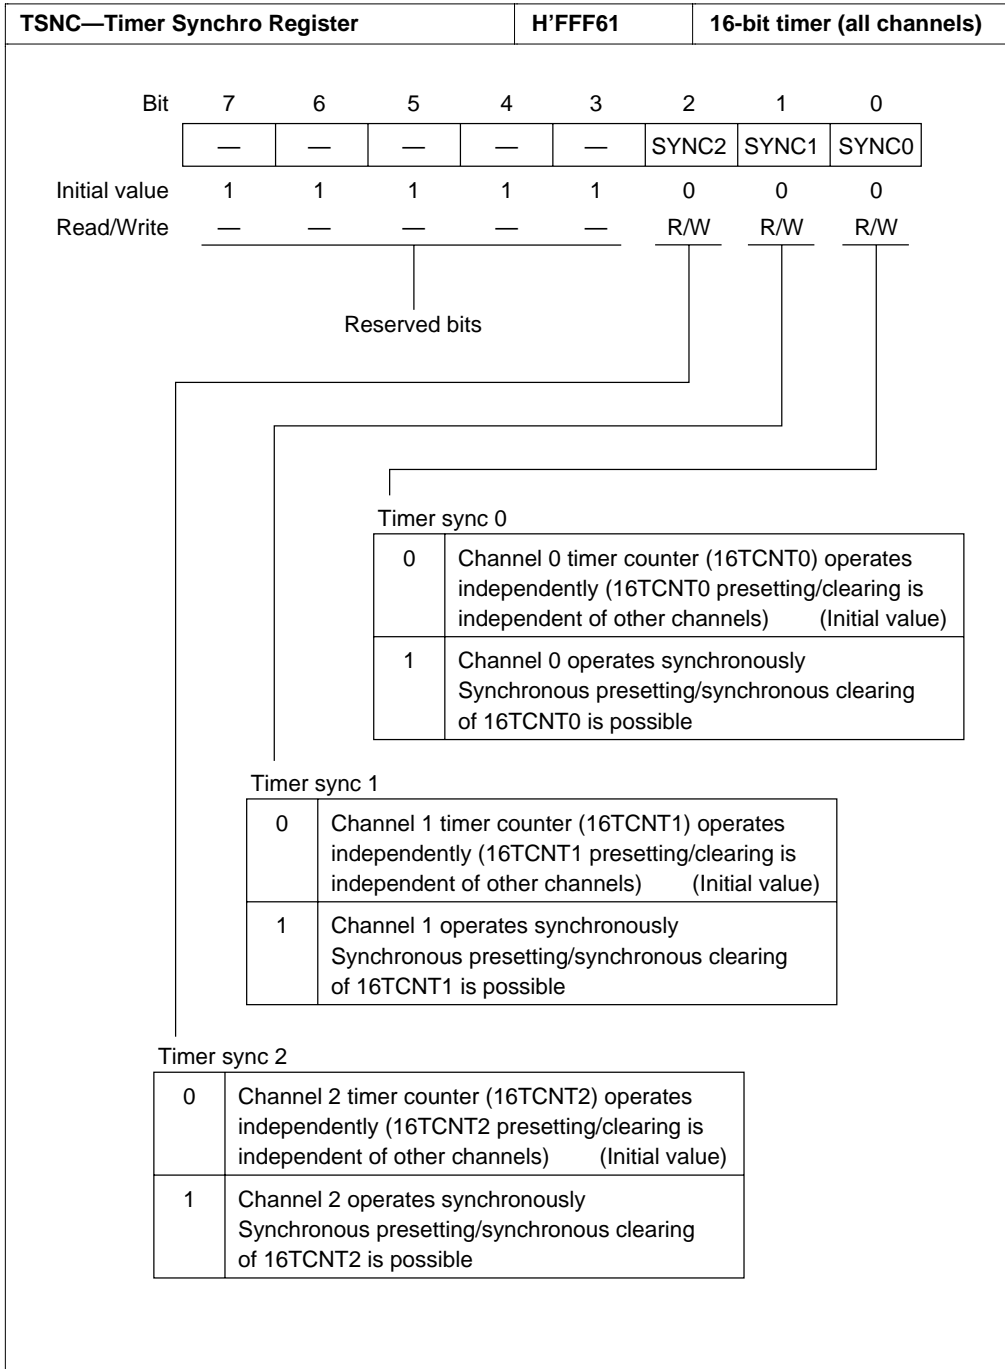 TSNC—Timer Synchro Register H'FFF61 16-bit timer (all channels)
Bit 7 6 5 4 3 2 1 0
— — — — — SYNC2 SYNC1 SYNC0
Initial value 1 1 1 1 1 0 0 0
Read/Write — — — — — R/W R/W R/W
Reserved bits
Timer sync 0
0 Channel 0 timer counter (16TCNT0) operates
independently (16TCNT0 presetting/clearing is
independent of other channels) (Initial value)
1 Channel 0 operates synchronously
Synchronous presetting/synchronous clearing
of 16TCNT0 is possible
Timer sync 1
0 Channel 1 timer counter (16TCNT1) operates
independently (16TCNT1 presetting/clearing is
independent of other channels) (Initial value)
1 Channel 1 operates synchronously
Synchronous presetting/synchronous clearing
of 16TCNT1 is possible
Timer sync 2
0 Channel 2 timer counter (16TCNT2) operates
independently (16TCNT2 presetting/clearing is
independent of other channels) (Initial value)
1 Channel 2 operates synchronously
Synchronous presetting/synchronous clearing
of 16TCNT2 is possible